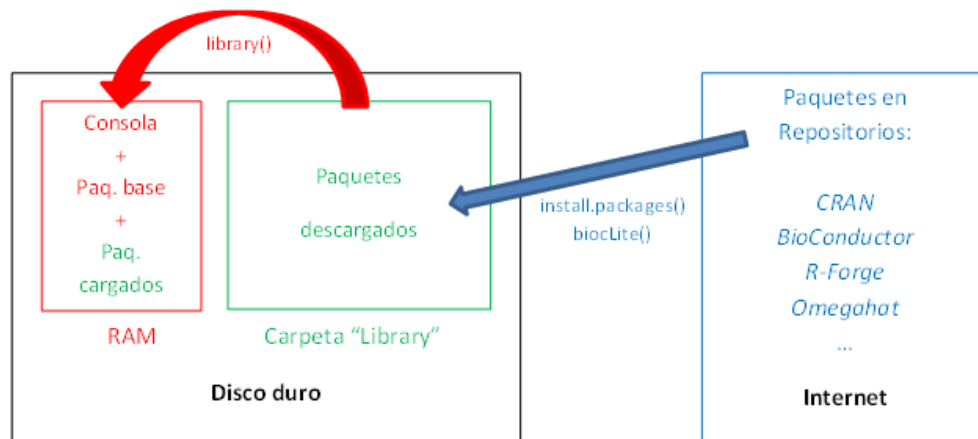 library()
Consola
+
Paq. base
+
Paq.
cargados
RAM
Paquetes
descargados
Carpeta “Library”
Disco duro
install.packages()
biocLite()
Paquetes en
Repositorios:
CRAN
BioConductor
R-Forge
Omegahat
...
Internet